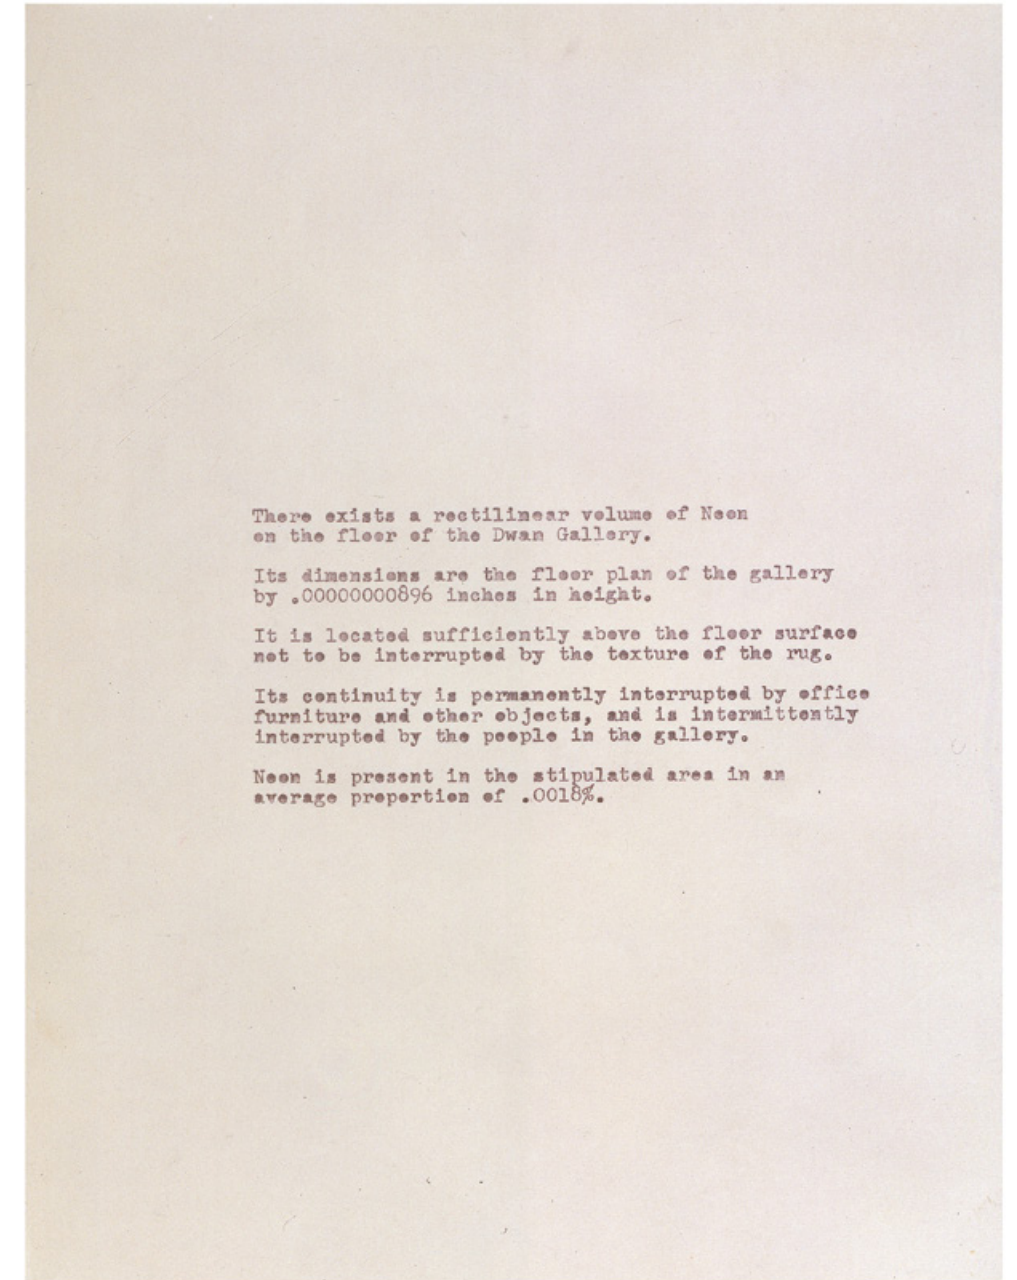 There exists a rectilinear volume of Neon
on the floor of the Dwan Gallery.
Its dimensions are the floor plan of the gallery
by .00000000896 inches in height.
It is located sufficiently above the floor surface
not to be interrupted by the texture of the rug.
Its continuity is permanently interrupted by office
furniture and other objects, and is intermittently
interrupted by the people in the gallery.
Neon is present in the stipulated area in an
average proportion of .0018%.